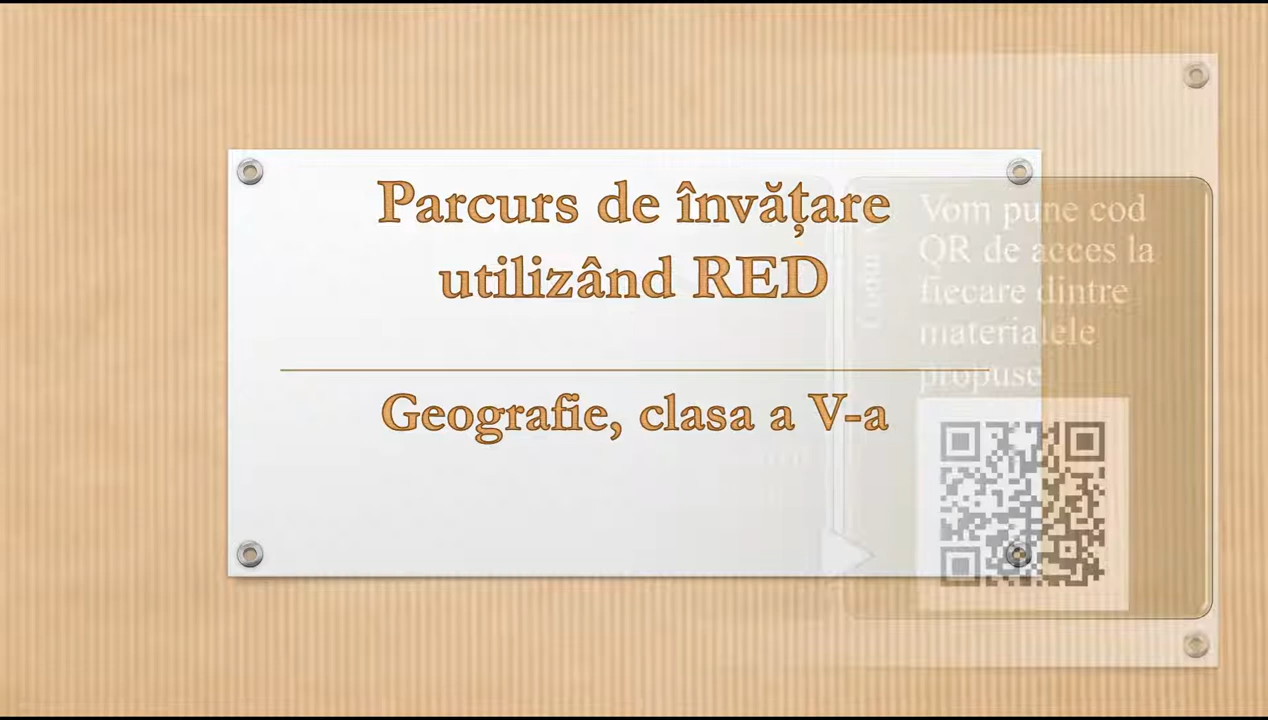 Parcurs de învățare
utilizând RED
Geografie, clasa a V-a
Vom pune cod
QR de acces la
fiecare dintre
materialele
propuse